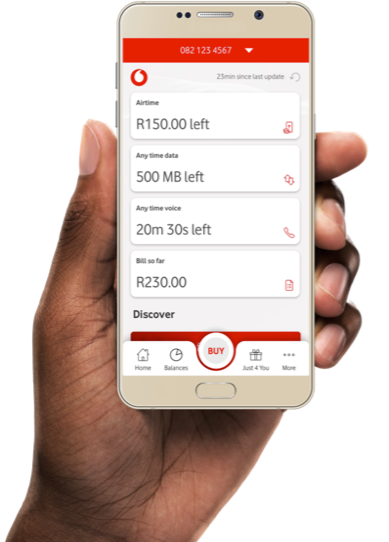 082 123 4567
23min since last update
Airtime
R150.00 left
Any time data
500 MB left
Any time voice
20m 30s left
Bill so far
R230.00
Discover
BUY
Home Balances Just 4 You More